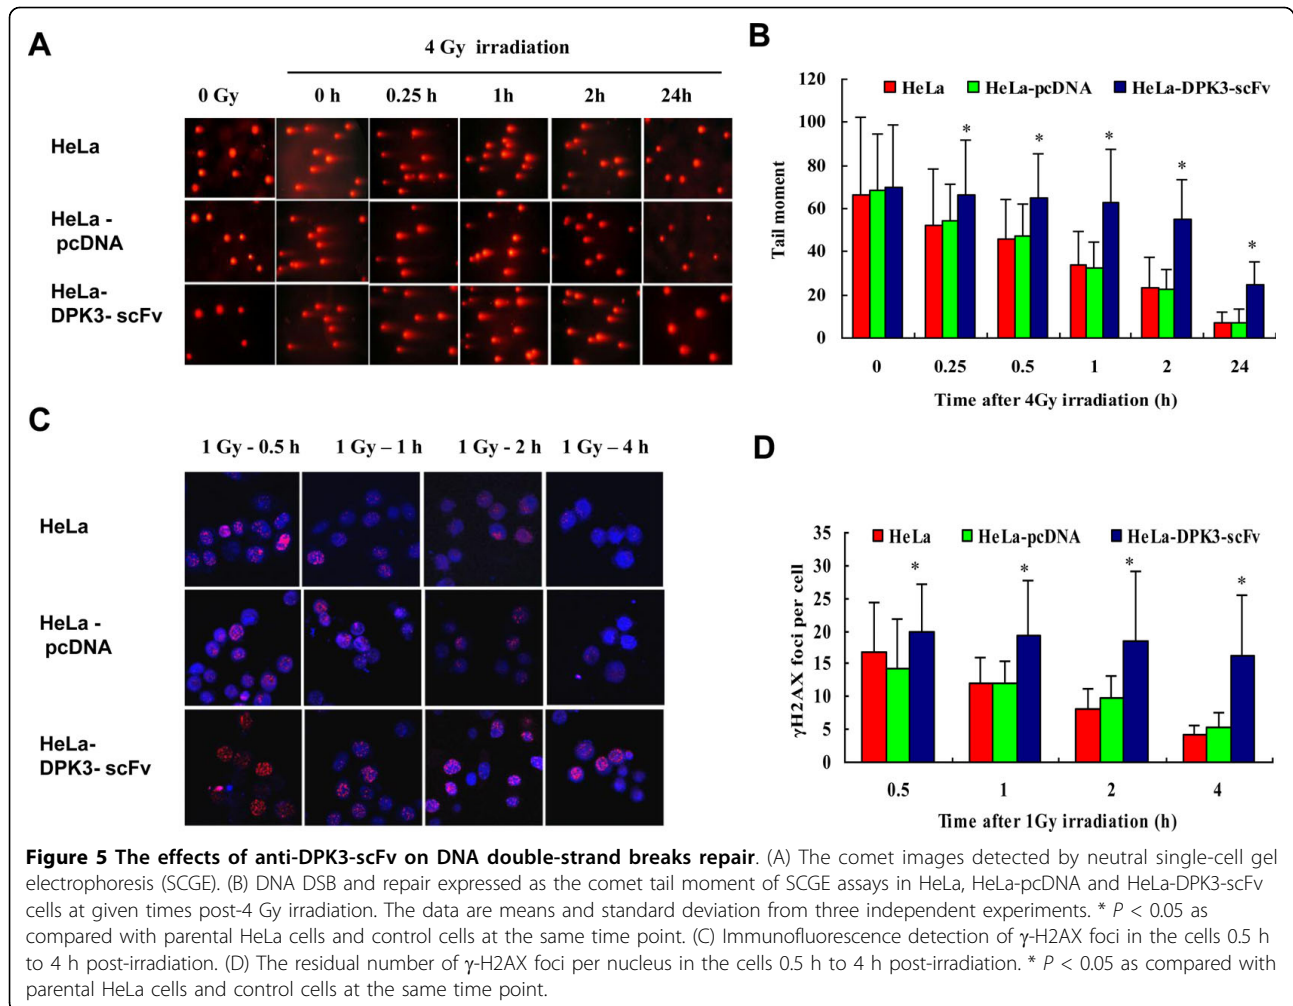 A
4 Gy irradiation
0 Gy 0 h 0.25 h 1h 2h 24h
HeLa
HeLa -
pcDNA
HeLa-
DPK3- scFv
B
HeLa HeLa-pcDNA HeLa-DPK3-scFv
Tail moment
120
100
80
60
40
20
0
* * * * *
0 0.25 0.5 1 2 24
Time after 4Gy irradiation (h)
C
1 Gy - 0.5 h 1 Gy – 1 h 1 Gy - 2 h 1 Gy – 4 h
HeLa
HeLa -
pcDNA
HeLa-
DPK3- scFv
D
HeLa HeLa-pcDNA HeLa-DPK3-scFv
γH2AX foci per cell
35
30
25
20
15
10
5
0
* * * *
0.5 1 2 4
Time after 1Gy irradiation (h)
Figure 5 The effects of anti-DPK3-scFv on DNA double-strand breaks repair. (A) The comet images detected by neutral single-cell gel
electrophoresis (SCGE). (B) DNA DSB and repair expressed as the comet tail moment of SCGE assays in HeLa, HeLa-pcDNA and HeLa-DPK3-scFv
cells at given times post-4 Gy irradiation. The data are means and standard deviation from three independent experiments. * P < 0.05 as
compared with parental HeLa cells and control cells at the same time point. (C) Immunofluorescence detection of γ-H2AX foci in the cells 0.5 h
to 4 h post-irradiation. (D) The residual number of γ-H2AX foci per nucleus in the cells 0.5 h to 4 h post-irradiation. * P < 0.05 as compared with
parental HeLa cells and control cells at the same time point.